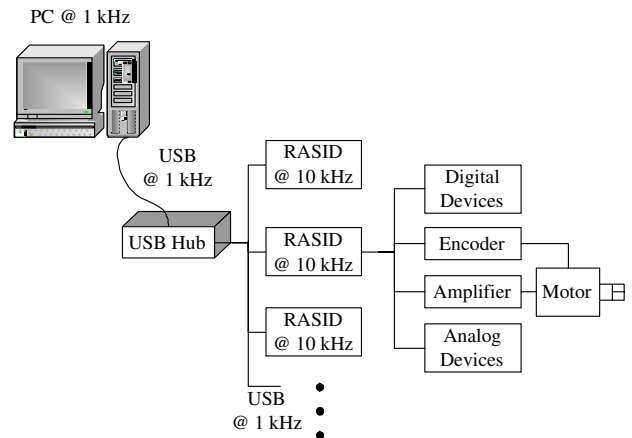 PC @ 1 kHz
USB
@ 1 kHz
USB Hub
RASID
@ 10 kHz
RASID
@ 10 kHz
RASID
@ 10 kHz
USB
@ 1 kHz
Digital
Devices
Encoder
Amplifier
Motor
Analog
Devices